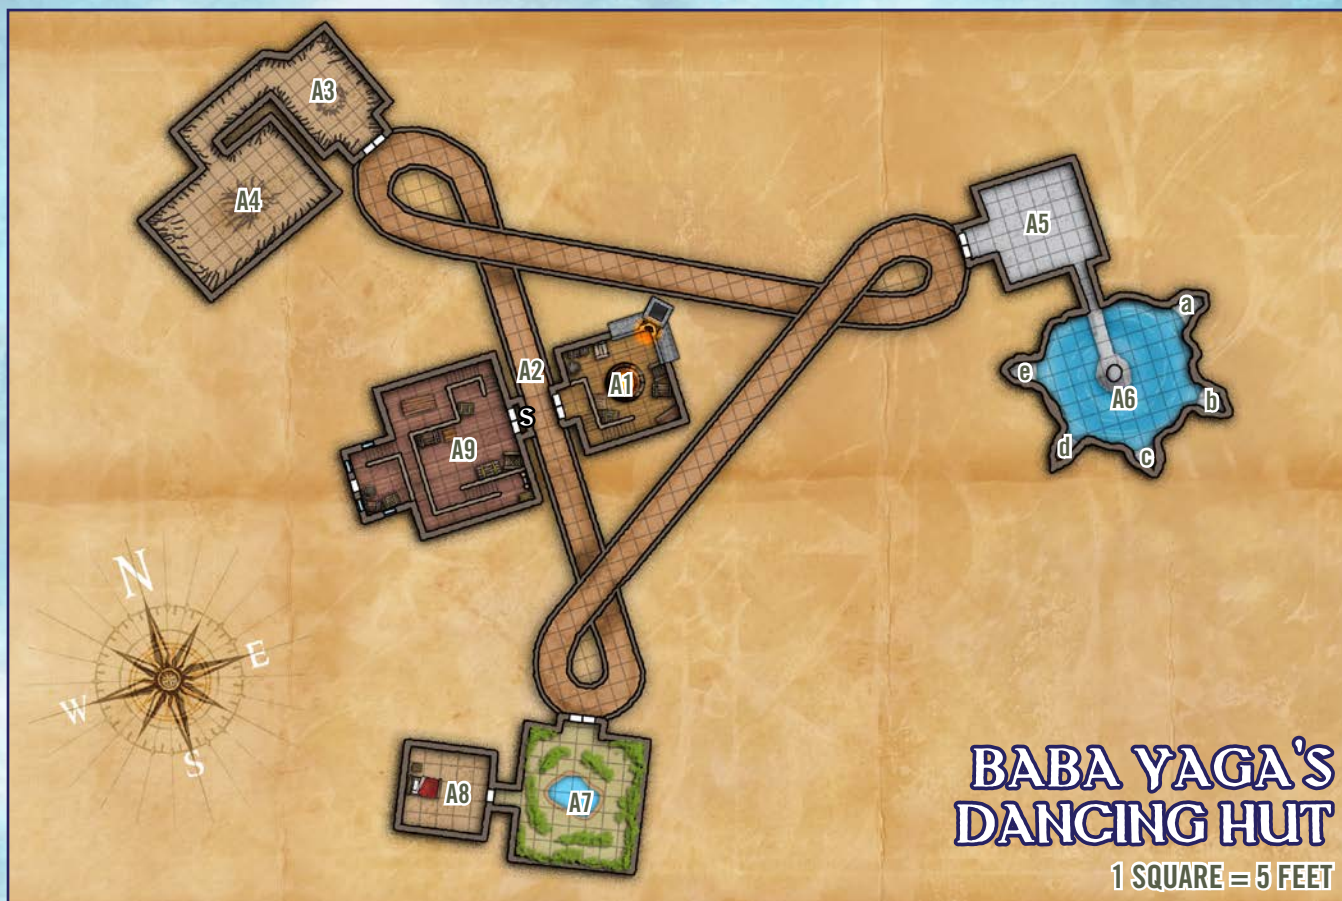 A3
A4
A5
a
A2
A1
e
A6
b
S
A9
d
c
N
E
W
S
A8
A7
BABA YAGA'S
DANCING HUT
1 SQUARE = 5 FEET